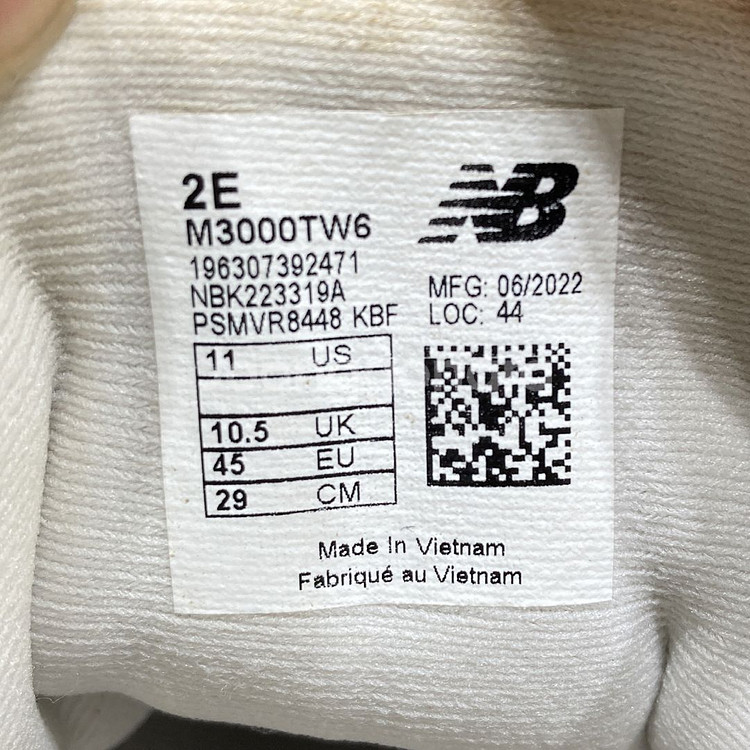 2E
M3000TW6
196307392471
NBK223319A
PSMVR8448 KBF
NB
MFG: 06/2022
LOC: 44
11 US
10.5 UK
45 EU
29 CM
Made In Vietnam
Fabriqué au Vietnam